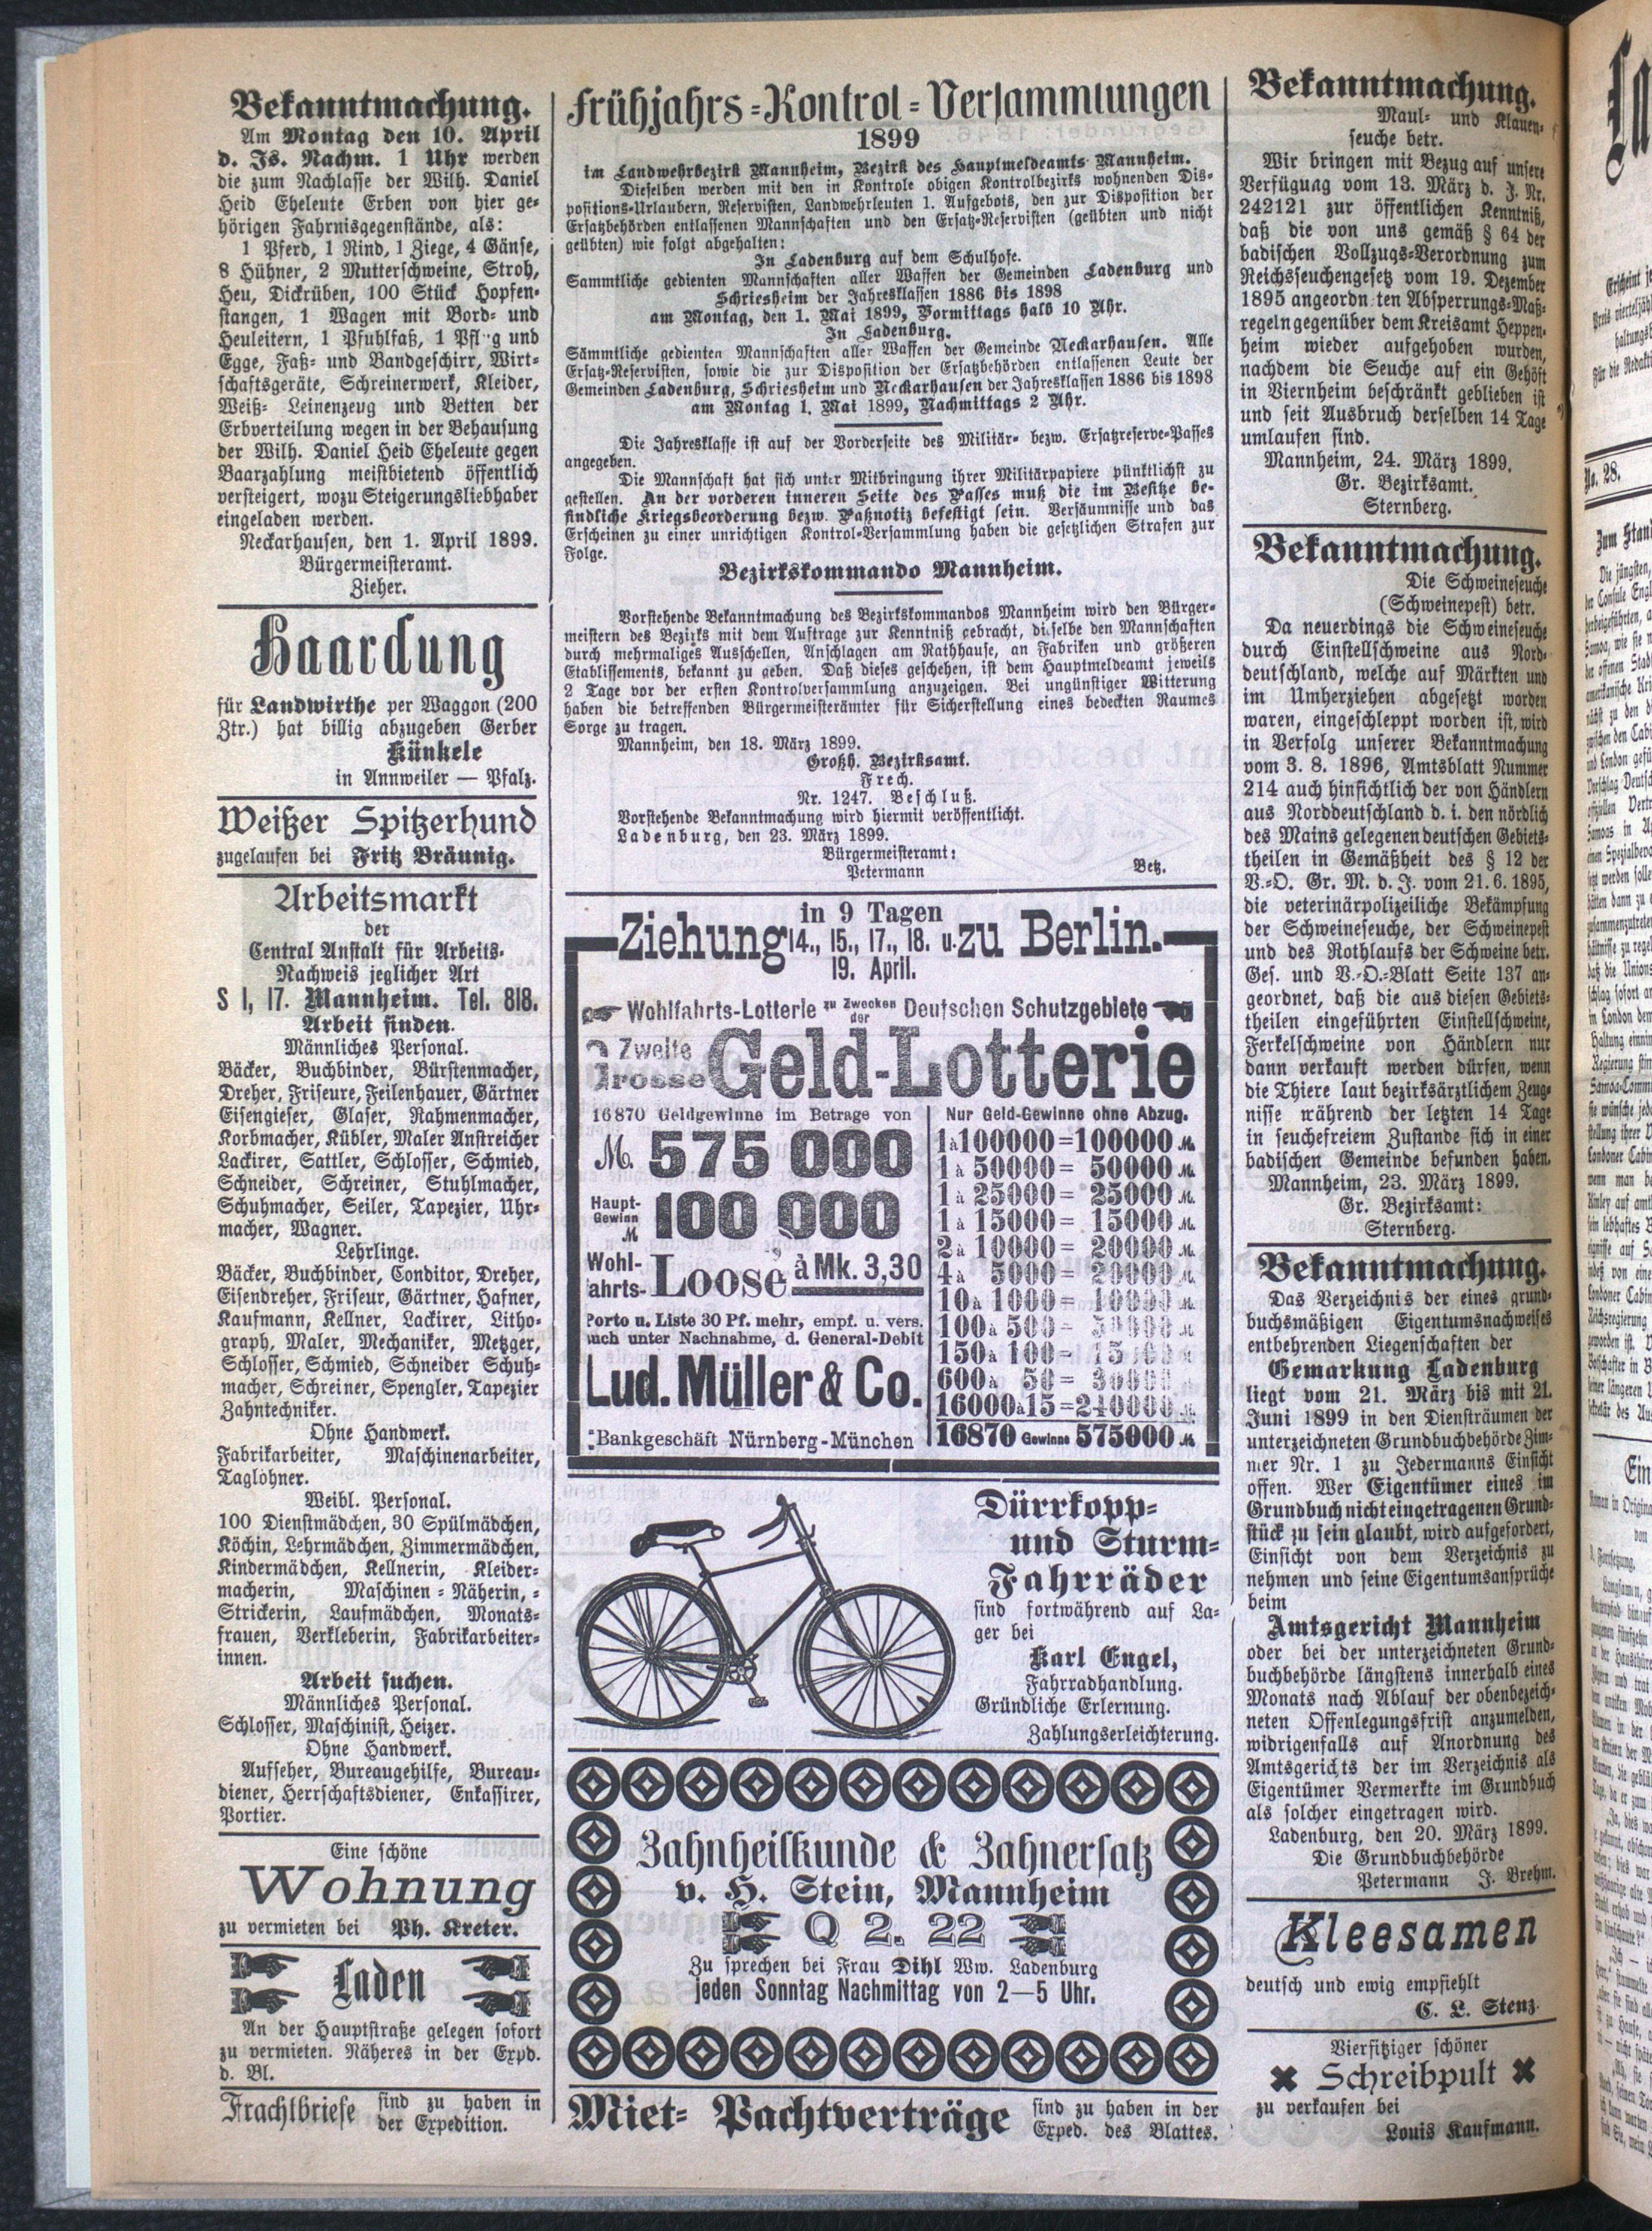 Bekanntmachung.
Am Montag den 10. April
d. Js. Nachm. 1 Uhr werden
die zum Nachlasse der Wilh. Daniel
Heid Eheleute Erben von hier ge-
hörigen Fahrnisgegenstände, als:
1 Pferd, 1 Rind, 1 Ziege, 4 Gänse,
8 Hühner, 2 Mutterschweine, Stroh,
Heu, Dickrüben, 100 Stück Hopfen-
stangen, 1 Wagen mit Bord- und
Heuleitern, 1 Pfuhlfaß, 1 Pfl g und
Egge, Faß- und Bandgeschirr, Wirt-
schaftsgeräte, Schreinerwerk, Kleider,
Weiß- Leinenzeug und Betten der
Erbverteilung wegen in der Behausung
der Wilh. Daniel Heid Eheleute gegen
Baarzahlung meistbietend öffentlich
versteigert, wozu Steigerungsliebhaber
eingeladen werden.
Neckarhausen, den 1. April 1899.
Bürgermeisteramt.
Zieher.
Haardung
für Landwirthe per Waggon (200
Ztr.) hat billig abzugeben Gerber
Künkele
in Annweiler — Pfalz.
Weißer Spitzerhund
zugelaufen bei Fritz Bräunig.
Arbeitsmarkt
der
Central Anstalt für Arbeits-
Nachweis jeglicher Art
S 1, 17. Mannheim. Tel. 818.
Arbeit finden.
Männliches Personal.
Bäcker, Buchbinder, Bürstenmacher,
Dreher, Friseure, Feilenhauer, Gärtner
Eisengieser, Glaser, Rahmenmacher,
Korbmacher, Kübler, Maler Anstreicher
Lackirer, Sattler, Schlosser, Schmied,
Schneider, Schreiner, Stuhlmacher,
Schuhmacher, Seiler, Tapezier, Uhr-
macher, Wagner.
Lehrlinge.
Bäcker, Buchbinder, Conditor, Dreher,
Eisendreher, Friseur, Gärtner, Hafner,
Kaufmann, Kellner, Lackirer, Litho-
graph, Maler, Mechaniker, Metzger,
Schlosser, Schmied, Schneider Schuh-
macher, Schreiner, Spengler, Tapezier
Zahntechniker.
Ohne Handwerk.
Fabrikarbeiter, Maschinenarbeiter,
Taglöhner.
Weibl. Personal.
100 Dienstmädchen, 30 Spülmädchen,
Köchin, Lehrmädchen, Zimmermädchen,
Kindermädchen, Kellnerin, Kleider-
macherin, Maschinen = Näherin, =
Strickerin, Laufmädchen, Monats-
frauen, Verkleberin, Fabrikarbeiter-
innen.
Arbeit suchen.
Männliches Personal.
Schlosser, Maschinist, Heizer.
Ohne Handwerk.
Aufseher, Bureaugehilfe, Bureau-
diener, Herrschaftsdiener, Enkassirer,
Portier.
Eine schöne
Wohnung
zu vermieten bei Ph. Kreter.
Laden
An der Hauptstraße gelegen sofort
zu vermieten. Näheres in der Expd.
d. Bl.
Frachtbriefe sind zu haben in
der Expedition.
Frühjahrs-Kontrol-Versammlungen
1899
im Landwehrbezirk Mannheim, Bezirk des Hauptmeldeamts Mannheim.
Dieselben werden mit den in Kontrole obigen Kontrolbezirks wohnenden Dis-
positions-Urlaubern, Reservisten, Landwehrleuten 1. Aufgebots, den zur Disposition der
Ersatzbehörden entlassenen Mannschaften und den Ersatz-Reservisten (geübten und nicht
geübten) wie folgt abgehalten:
In Ladenburg auf dem Schulhofe.
Sammtliche gedienten Mannschaften aller Waffen der Gemeinden Ladenburg und
Schriesheim der Jahresklassen 1886 bis 1898
am Montag, den 1. Mai 1899, Vormittags halb 10 Uhr.
In Ladenburg.
Sämmtliche gedienten Mannschaften aller Waffen der Gemeinde Neckarhausen. Alle
Ersatz-Reservisten, sowie die zur Disposition der Ersatzbehörden entlassenen Leute der
Gemeinden Ladenburg, Schriesheim und Neckarhausen der Jahresklassen 1886 bis 1898
am Montag 1. Mai 1899, Nachmittags 2 Uhr.
Die Jahresklasse ist auf der Vorderseite des Militär- bezw. Ersatzreserve-Passes
angegeben.
Die Mannschaft hat sich unter Mitbringung ihrer Militärpapiere pünktlichst zu
gestellen. An der vorderen inneren Seite des Passes muß die im Besitze be-
findliche Kriegsbeorderung bezw. Paßnotiz befestigt sein. Versäumnisse und das
Erscheinen zu einer unrichtigen Kontrol-Versammlung haben die gesetzlichen Strafen zur
Folge.
Bezirkskommando Mannheim.
Vorstehende Bekanntmachung des Bezirkskommandos Mannheim wird den Bürger-
meistern des Bezirks mit dem Auftrage zur Kenntniß gebracht, dieselbe den Mannschaften
durch mehrmaliges Ausschellen, Anschlagen am Rathhause, an Fabriken und größeren
Etablissements, bekannt zu geben. Daß dieses geschehen, ist dem Hauptmeldeamt jeweils
2 Tage vor der ersten Kontrolversammlung anzuzeigen. Bei ungünstiger Witterung
haben die betreffenden Bürgermeisterämter für Sicherstellung eines bedeckten Raumes
Sorge zu tragen.
Mannheim, den 18. März 1899.
Großh. Bezirksamt.
Frech.
Nr. 1247. Beschluß.
Vorstehende Bekanntmachung wird hiermit veröffentlicht.
Ladenburg, den 23. März 1899.
Bürgermeisteramt:
Petermann Betz.
in 9 Tagen
Ziehung 14., 15., 17., 18. u. zu Berlin.
19. April.
Wohlfahrts-Lotterie zu Zwecken der Deutschen Schutzgebiete
Zweite
Grosse Geld-Lotterie
16870 Geldgewinne im Betrage von
M. 575 000
Haupt-
Gewinn
M 100 000
Wohl-
fahrts- Loose à Mk. 3,30
Porto u. Liste 30 Pf. mehr, empf. u. vers.
auch unter Nachnahme, d. General-Debit
Lud. Müller & Co.
Bankgeschäft Nürnberg-München
Nur Geld-Gewinne ohne Abzug.
1 à 100000 = 100000 M.
1 à 50000 = 50000 M.
1 à 25000 = 25000 M.
1 à 15000 = 15000 M.
2 à 10000 = 20000 M.
4 à 5000 = 20000 M.
10 à 1000 = 10000 M.
100 à 500 = 50000 M
150 à 100 = 15000 M
600 à 50 = 30000 M
16000 à 15 = 240000 M.
16870 Gewinne 575000 M
Dürrkopp-
und Sturm-
Fahrräder
sind fortwährend auf La-
ger bei
Karl Engel,
Fahrradhandlung.
Gründliche Erlernung.
Zahlungserleichterung.
Zahnheilkunde & Zahnersatz
v. H. Stein, Mannheim
Q 2. 22
Zu sprechen bei Frau Dihl Ww. Ladenburg
jeden Sonntag Nachmittag von 2—5 Uhr.
Miet- Pachtverträge sind zu haben in der
Exped. des Blattes.
Bekanntmachung.
Maul- und Klauen-
seuche betr.
Wir bringen mit Bezug auf unsere
Verfügung vom 13. März d. J. Nr.
242121 zur öffentlichen Kenntniß,
daß die von uns gemäß § 64 der
badischen Vollzugs-Verordnung zum
Reichsseuchengesetz vom 19. Dezember
1895 angeordn ten Absperrungs-Maß-
regeln gegenüber dem Kreisamt Heppen-
heim wieder aufgehoben wurden,
nachdem die Seuche auf ein Gehöft
in Viernheim beschränkt geblieben ist
und seit Ausbruch derselben 14 Tage
umlaufen sind.
Mannheim, 24. März 1899.
Gr. Bezirksamt.
Sternberg.
Bekanntmachung.
Die Schweineseuche
(Schweinepest) betr.
Da neuerdings die Schweineseuche
durch Einstellschweine aus Nord-
deutschland, welche auf Märkten und
im Umherziehen abgesetzt worden
waren, eingeschleppt worden ist, wird
in Verfolg unserer Bekanntmachung
vom 3. 8. 1896, Amtsblatt Nummer
214 auch hinsichtlich der von Händlern
aus Norddeutschland d. i. den nördlich
des Mains gelegenen deutschen Gebiets-
theilen in Gemäßheit des § 12 der
V.-O. Gr. M. d. J. vom 21. 6. 1895,
die veterinärpolizeiliche Bekämpfung
der Schweineseuche, der Schweinepest
und des Rothlaufs der Schweine betr.
Ges. und V.-O.-Blatt Seite 137 an-
geordnet, daß die aus diesen Gebiets-
theilen eingeführten Einstellschweine,
Ferkelschweine von Händlern nur
dann verkauft werden dürfen, wenn
die Thiere laut bezirksärztlichem Zeug-
nisse während der letzten 14 Tage
in seuchefreiem Zustande sich in einer
badischen Gemeinde befunden haben.
Mannheim, 23. März 1899.
Gr. Bezirksamt:
Sternberg.
Bekanntmachung.
Das Verzeichnis der eines grund-
buchsmäßigen Eigentumsnachweises
entbehrenden Liegenschaften der
Gemarkung Ladenburg
liegt vom 21. März bis mit 21.
Juni 1899 in den Diensträumen der
unterzeichneten Grundbuchbehörde Zim-
mer Nr. 1 zu Jedermanns Einsicht
offen. Wer Eigentümer eines im
Grundbuch nicht eingetragenen Grund-
stück zu sein glaubt, wird aufgefordert,
Einsicht von dem Verzeichnis zu
nehmen und seine Eigentumsansprüche
beim
Amtsgericht Mannheim
oder bei der unterzeichneten Grund-
buchbehörde längstens innerhalb eines
Monats nach Ablauf der obenbezeich-
neten Offenlegungsfrist anzumelden,
widrigenfalls auf Anordnung des
Amtsgerichts der im Verzeichnis als
Eigentümer Vermerkte im Grundbuch
als solcher eingetragen wird.
Ladenburg, den 20. März 1899.
Die Grundbuchbehörde
Petermann J. Brehm.
Kleesamen
deutsch und ewig empfiehlt
C. L. Stenz.
Viersitziger schöner
Schreibpult
zu verkaufen bei
Louis Kaufmann.
No. 28.